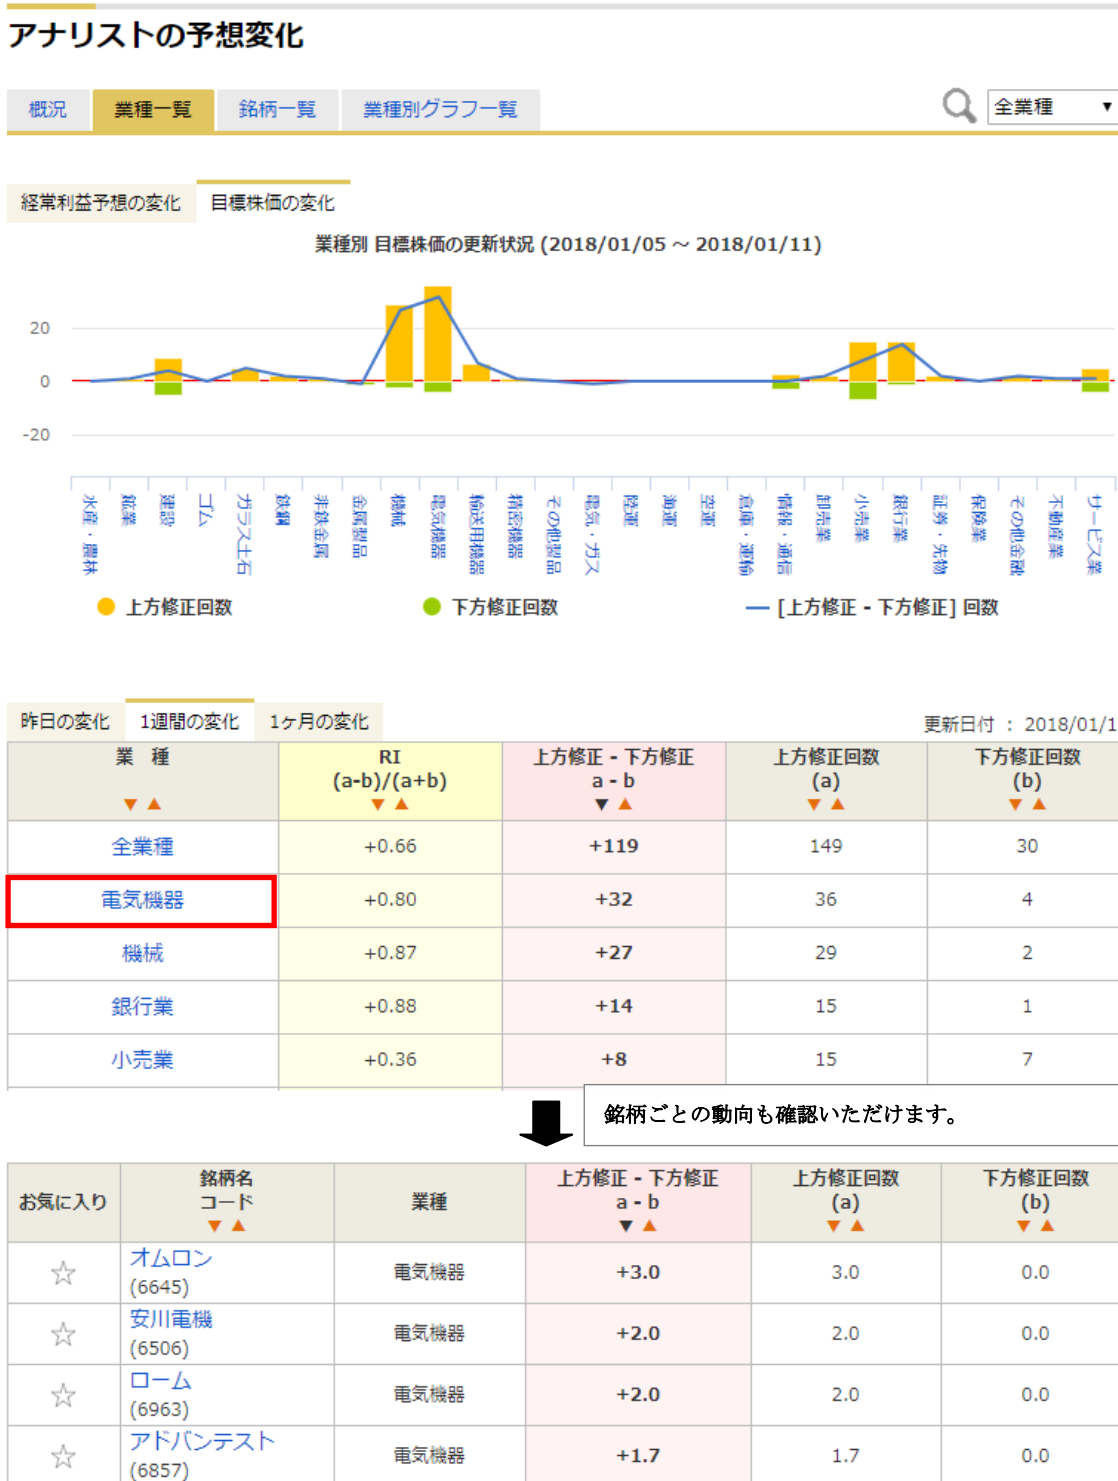 アナリストの予想変化
概況 業種一覧 銘柄一覧 業種別グラフ一覧 全業種 ▼
経常利益予想の変化 目標株価の変化
業種別 目標株価の更新状況 (2018/01/05 ～ 2018/01/11)
20
0
-20
水産・農林
鉱業
建設
ゴム
ガラス土石
鉄鋼
非鉄金属
金属製品
機械
電気機器
輸送用機器
精密機器
その他製品
電気・ガス
陸運
海運
空運
倉庫・運輸
情報・通信
卸売業
小売業
銀行業
証券・先物
保険業
その他金融
不動産業
サービス業
上方修正回数 下方修正回数 [上方修正 - 下方修正] 回数
昨日の変化 1週間の変化 1ヶ月の変化 更新日付 ： 2018/01/1
業 種 RI 上方修正 - 下方修正 上方修正回数 下方修正回数
(a-b)/(a+b) a - b (a) (b)
▼ ▲ ▼ ▲ ▼ ▲ ▼ ▲ ▼ ▲
全業種 +0.66 +119 149 30
電気機器 +0.80 +32 36 4
機械 +0.87 +27 29 2
銀行業 +0.88 +14 15 1
小売業 +0.36 +8 15 7
銘柄ごとの動向も確認いただけます。
お気に入り 銘柄名 業種 上方修正 - 下方修正 上方修正回数 下方修正回数
コード a - b (a) (b)
▼ ▲ ▼ ▲ ▼ ▲ ▼ ▲
☆ オムロン 電気機器 +3.0 3.0 0.0
(6645)
☆ 安川電機 電気機器 +2.0 2.0 0.0
(6506)
☆ ローム 電気機器 +2.0 2.0 0.0
(6963)
☆ アドバンテスト 電気機器 +1.7 1.7 0.0
(6857)